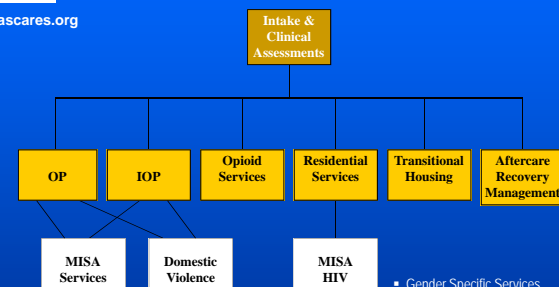 ascares.org
Intake &
Clinical
Assessments
OP
IOP
Opioid
Services
Residential
Services
Transitional
Housing
Aftercare
Recovery
Management
MISA
Services
Domestic
Violence
MISA
HIV
▪ Gender Specific Services